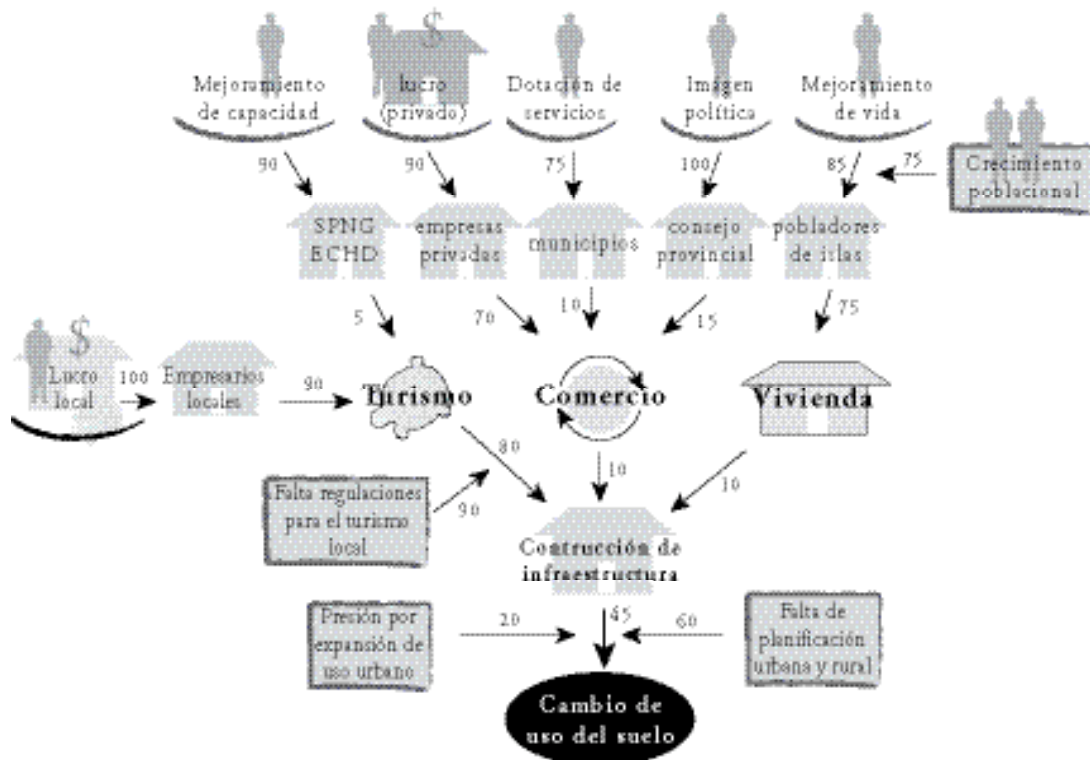 $
Mejoramiento
de capacidad
lucro
(privado)
Dotación de
servicios
Imágen
política
Mejoramiento
de vida
90
90
75
100
85
75
Crecimiento
poblacional
SPNG
ECHD
empresas
privadas
municipios
consejo
provincial
pobladores
de islas
5
70
10
15
75
$
Lucro
local
100
Empresarios
locales
90
Turismo
Comercio
Vivienda
80
10
10
Falta regulaciones
para el turismo
local
90
Contrucción de
infraestructura
Presión por
expansión de
uso urbano
20
45
60
Falta de
planificación
urbana y rural
Cambio de
uso del suelo